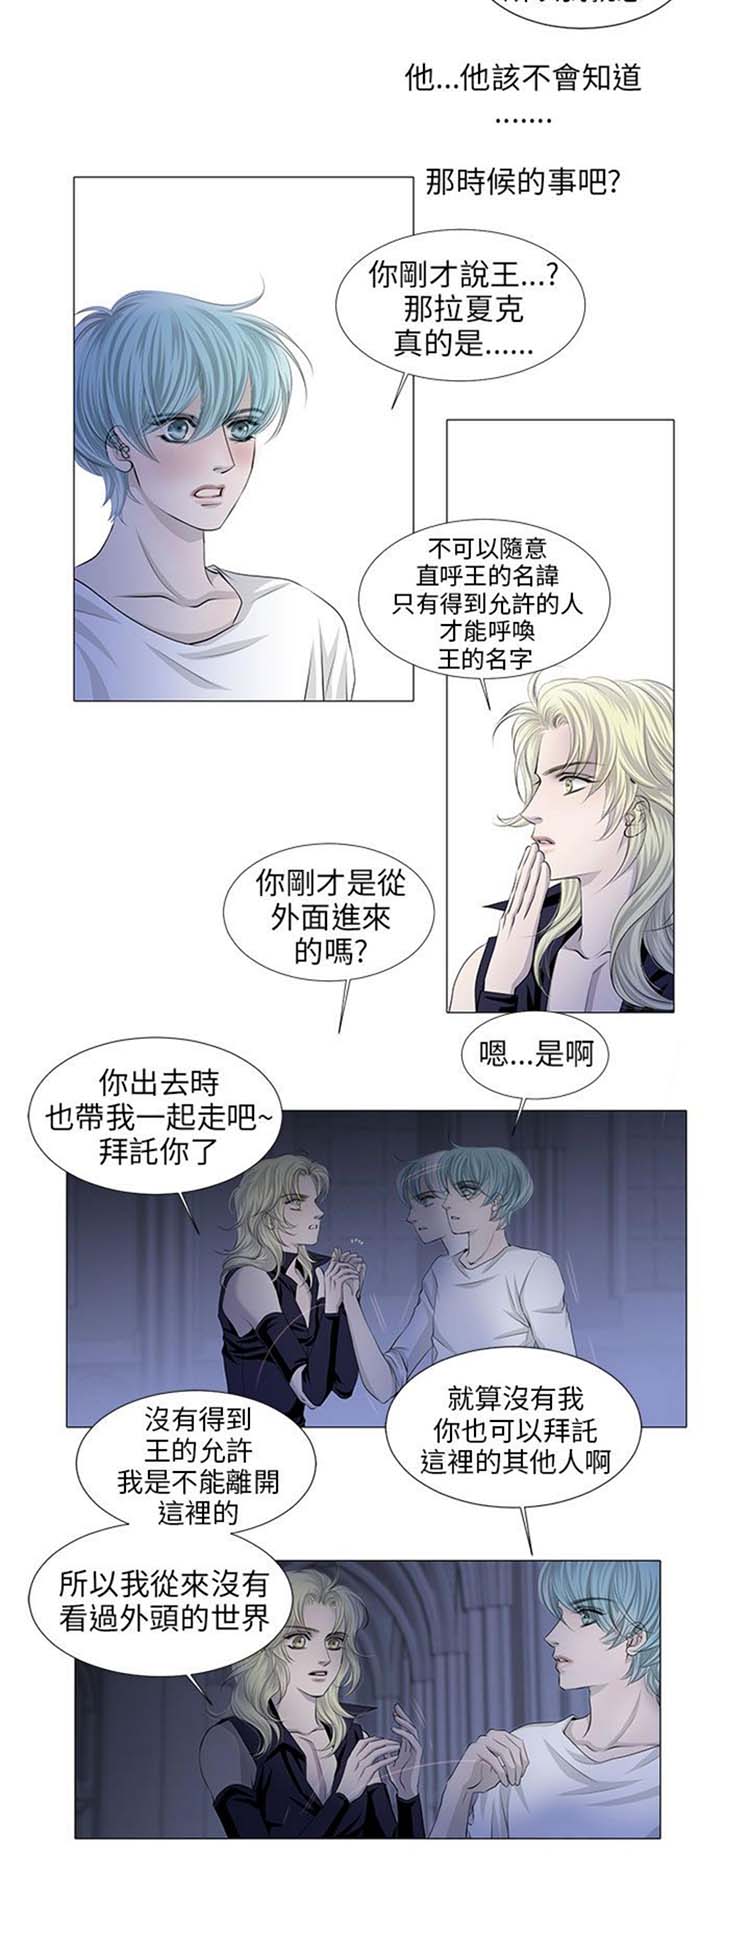 他...他該不會知道
.......
那時候的事吧?
你剛才說王...?
那拉夏克
真的是......
不可以隨意
直呼王的名諱
只有得到允許的人
才能呼喚
王的名字
你剛才是從
外面進來
的嗎?
嗯...是啊
你出去時
也帶我一起走吧~
拜託你了
就算沒有我
你也可以拜託
這裡的其他人啊
沒有得到
王的允許
我是不能離開
這裡的
所以我從來沒有
看過外頭的世界